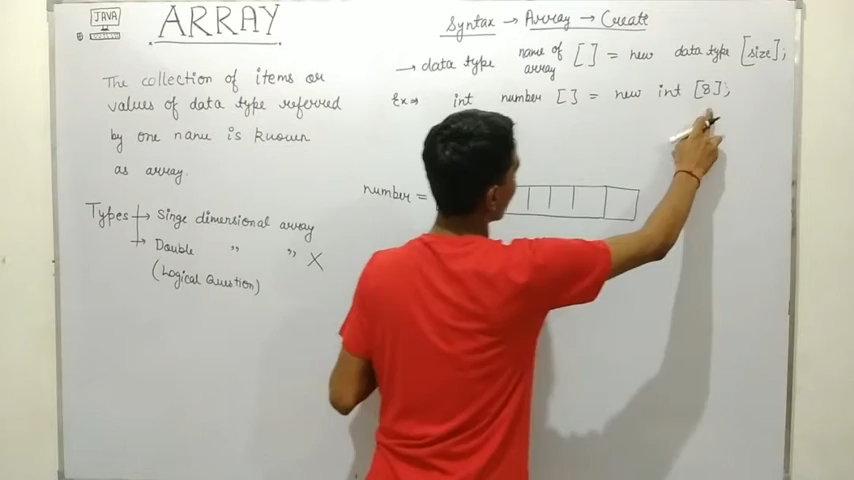 JAVA
ARRAY
The collection of items or
values of data type referred
by one name is known
as array.
Types → Singe dimensional array
→ Double " " X
(Logical Question)
Syntax → Array → Create
→ data type name of array [ ] = new data type [size];
Ex ⇒ int number [ ] = new int [8];
number =